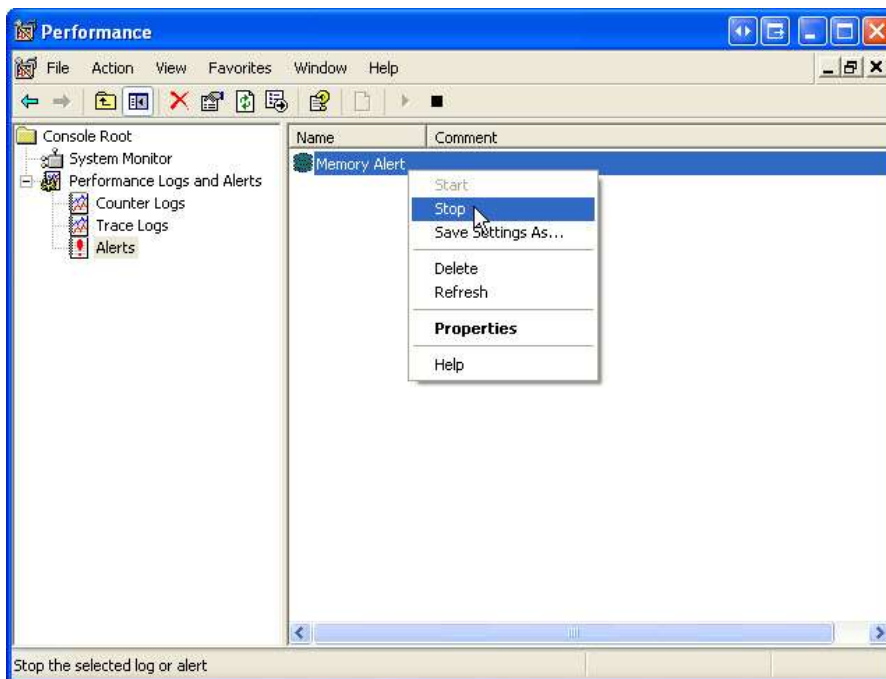 Performance
File Action View Favorites Window Help
Console Root
System Monitor
Performance Logs and Alerts
Counter Logs
Trace Logs
Alerts
Name Comment
Memory Alert
Start
Stop
Save Settings As...
Delete
Refresh
Properties
Help
Stop the selected log or alert